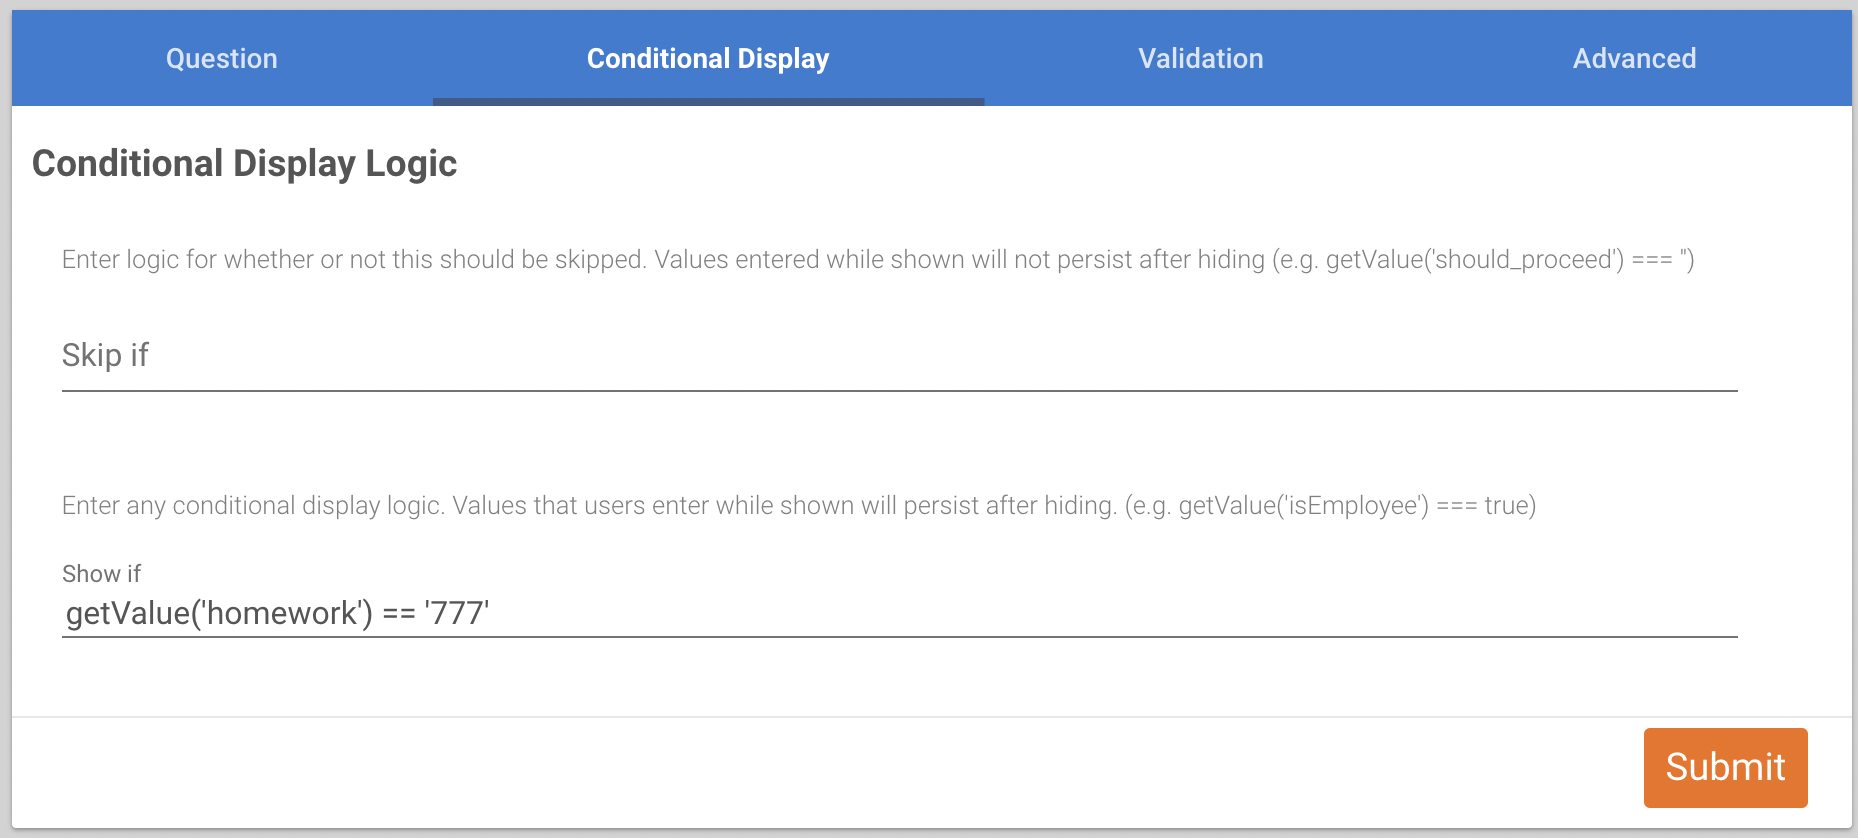 Question Conditional Display Validation Advanced
Conditional Display Logic
Enter logic for whether or not this should be skipped. Values entered while shown will not persist after hiding (e.g. getValue('should_proceed') === '')
Skip if
Enter any conditional display logic. Values that users enter while shown will persist after hiding. (e.g. getValue('isEmployee') === true)
Show if
getValue('homework') == '777'
Submit